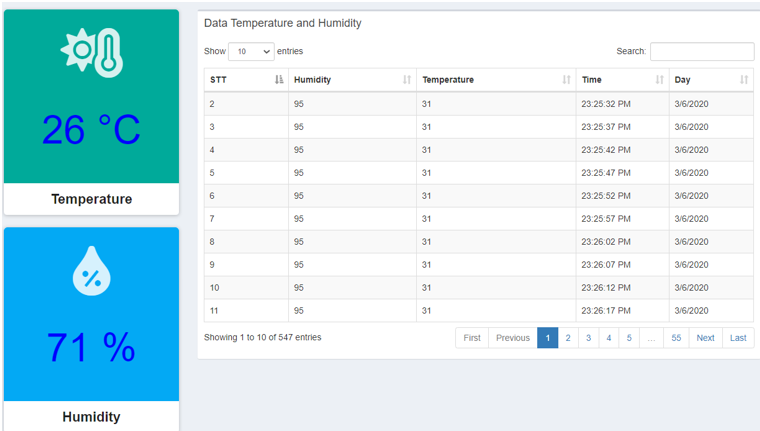 26 °C
Temperature
%
71 %
Humidity
Data Temperature and Humidity
Show 10 entries Search:
STT Humidity Temperature Time Day
2 95 31 23:25:32 PM 3/6/2020
3 95 31 23:25:37 PM 3/6/2020
4 95 31 23:25:42 PM 3/6/2020
5 95 31 23:25:47 PM 3/6/2020
6 95 31 23:25:52 PM 3/6/2020
7 95 31 23:25:57 PM 3/6/2020
8 95 31 23:26:02 PM 3/6/2020
9 95 31 23:26:07 PM 3/6/2020
10 95 31 23:26:12 PM 3/6/2020
11 95 31 23:26:17 PM 3/6/2020
Showing 1 to 10 of 547 entries First Previous 1 2 3 4 5 … 55 Next Last